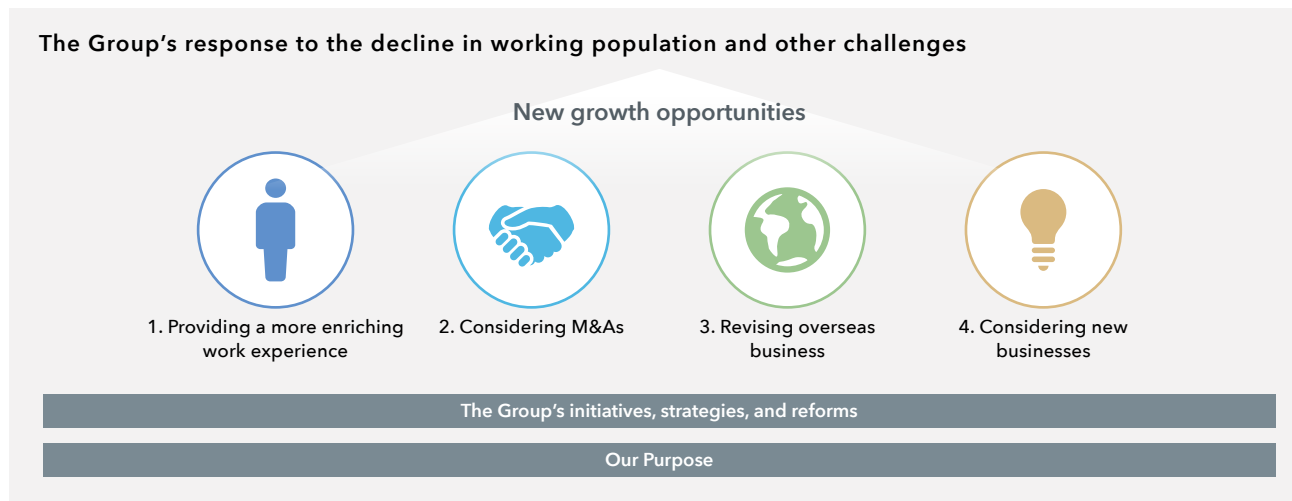 The Group's response to the decline in working population and other challenges
New growth opportunities
1. Providing a more enriching
work experience
2. Considering M&As
3. Revising overseas
business
4. Considering new
businesses
The Group's initiatives, strategies, and reforms
Our Purpose